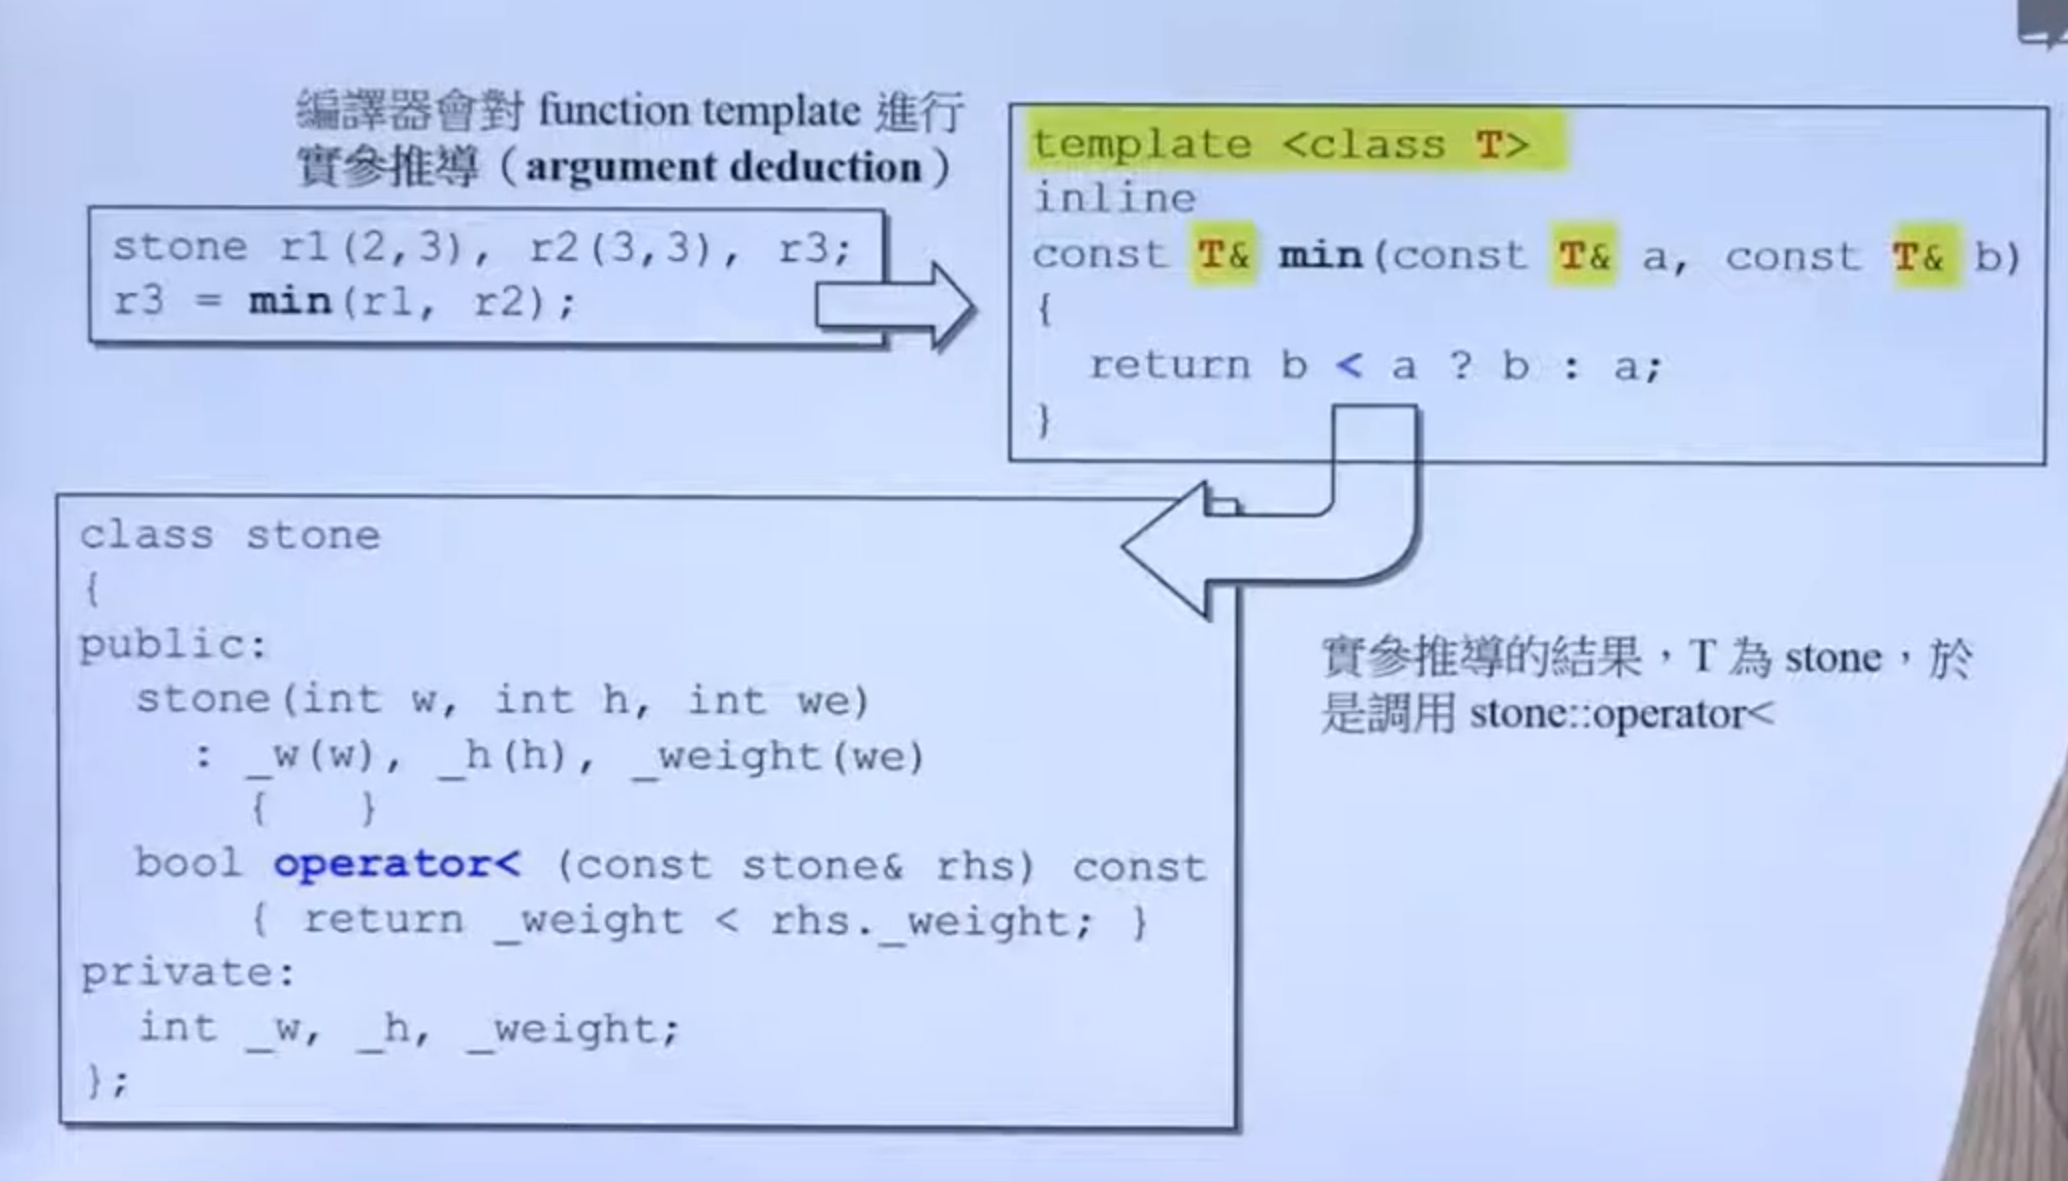 編譯器會對 function template 進行
實參推導（argument deduction）
stone r1(2,3), r2(3,3), r3;
r3 = min(r1, r2);
template <class T>
inline
const T& min(const T& a, const T& b)
{
  return b < a ? b : a;
}
class stone
{
public:
  stone(int w, int h, int we)
    : _w(w), _h(h), _weight(we)
      {   }
  bool operator< (const stone& rhs) const
      { return _weight < rhs._weight; }
private:
  int _w, _h, _weight;
};
實參推導的結果，T 為 stone，於
是調用 stone::operator<